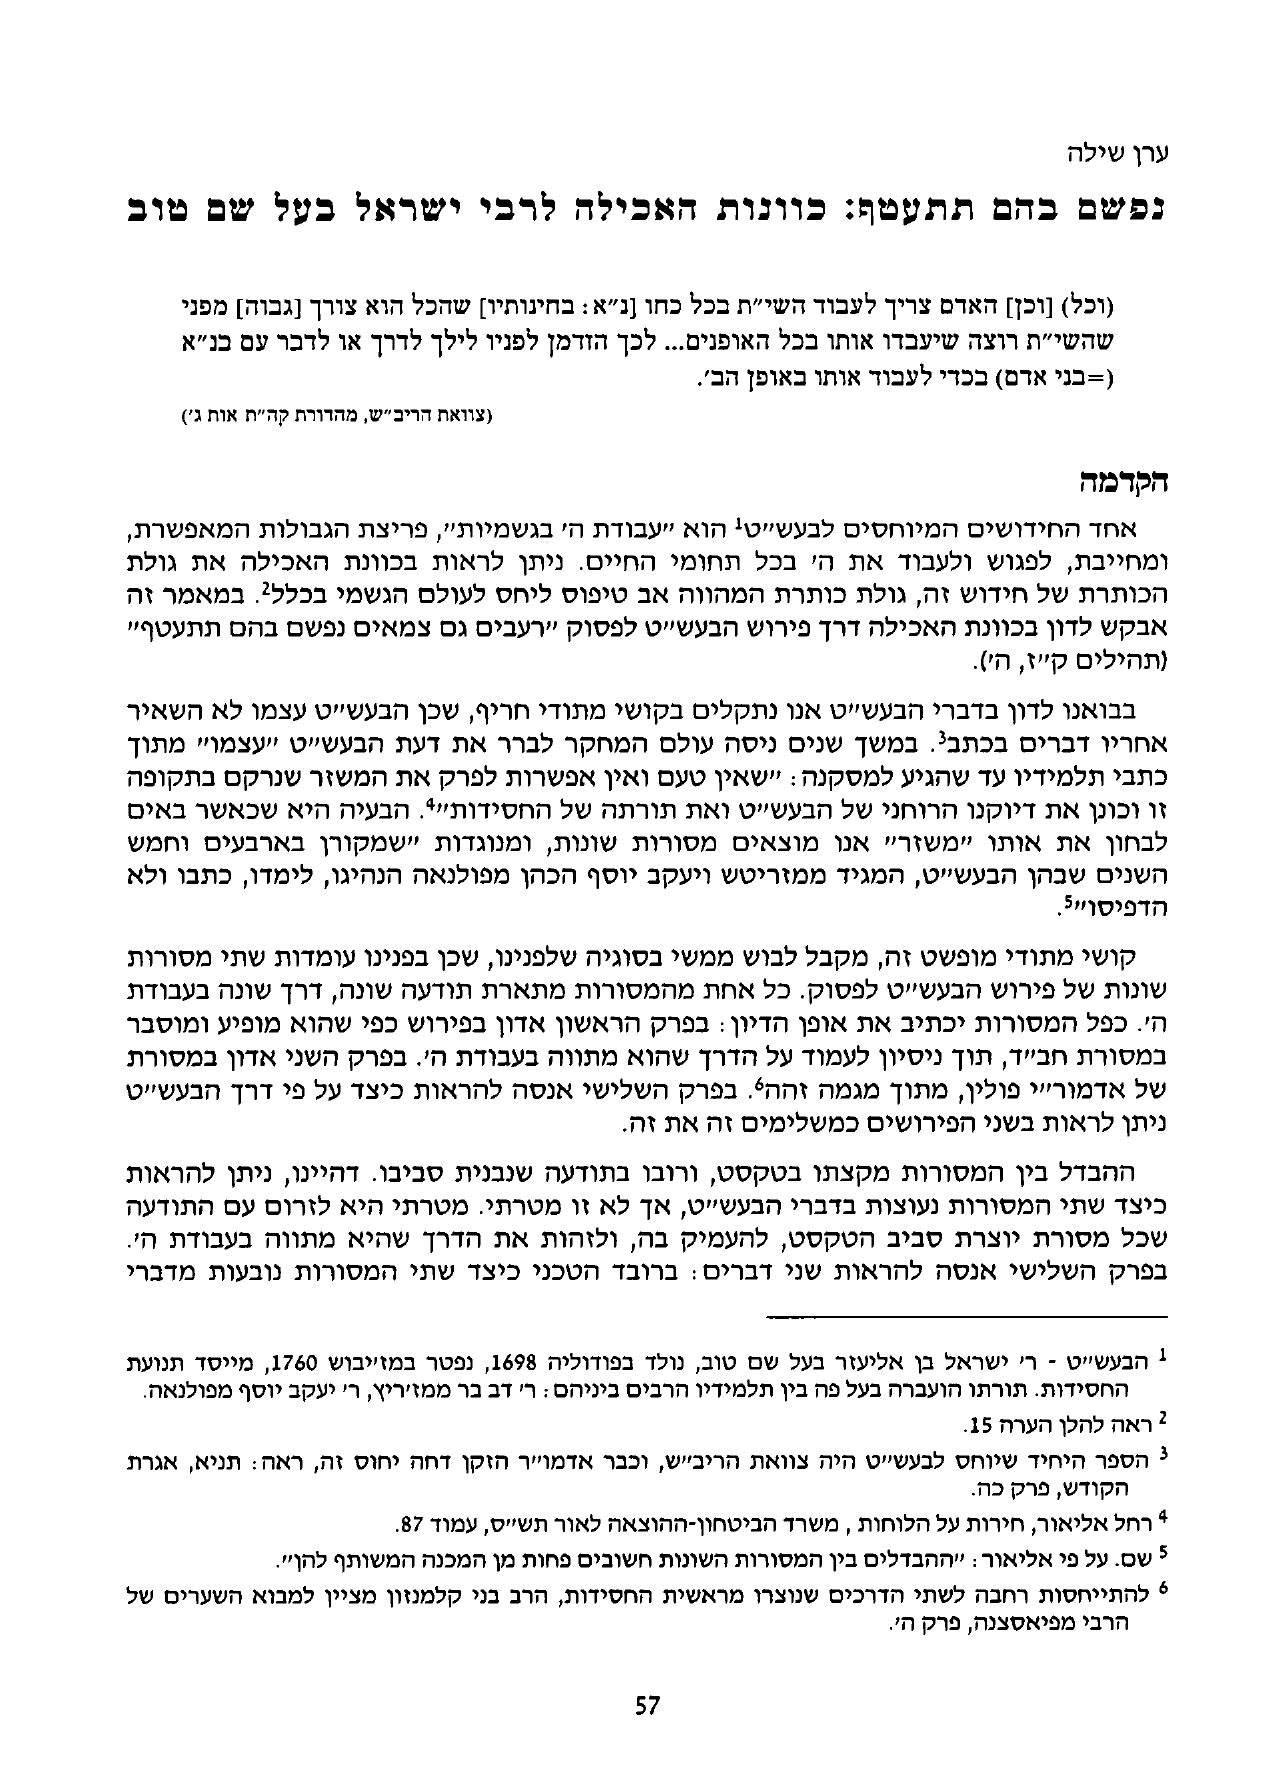 ערן שילה
נפשם בהם תתעטף: כוונות האכילה לרבי ישראל בעל שם טוב
(וכל) [וכן] האדם צריך לעבוד השי״ת בכל כחו [נ״א: בחינותיו] שהכל הוא צורך [גבוה] מפני
שהשי״ת רוצה שיעבדו אותו בכל האופנים... לכך הזדמן לפניו לילך לדרך או לדבר עם בנ״א
(=בני אדם) בכדי לעבוד אותו באופן הב׳.
(צוואת הריב״ש, מהדורת קה״ת אות ג׳)
הקדמה
אחד החידושים המיוחסים לבעש״ט¹ הוא ״עבודת ה׳ בגשמיות״, פריצת הגבולות המאפשרת,
ומחייבת, לפגוש ולעבוד את ה׳ בכל תחומי החיים. ניתן לראות בכוונת האכילה את גולת
הכותרת של חידוש זה, גולת כותרת המהווה אב טיפוס ליחס לעולם הגשמי בכלל². במאמר זה
אבקש לדון בכוונת האכילה דרך פירוש הבעש״ט לפסוק ״רעבים גם צמאים נפשם בהם תתעטף״
(תהילים ק״ז, ה׳).
בבואנו לדון בדברי הבעש״ט אנו נתקלים בקושי מתודי חריף, שכן הבעש״ט עצמו לא השאיר
אחריו דברים בכתב³. במשך שנים ניסה עולם המחקר לברר את דעת הבעש״ט ״עצמו״ מתוך
כתבי תלמידיו עד שהגיע למסקנה: ״שאין טעם ואין אפשרות לפרק את המשזר שנרקם בתקופה
זו וכונן את דיוקנו הרוחני של הבעש״ט ואת תורתה של החסידות״⁴. הבעיה היא שכאשר באים
לבחון את אותו ״משזר״ אנו מוצאים מסורות שונות, ומנוגדות ״שמקורן בארבעים וחמש
השנים שבהן הבעש״ט, המגיד ממזריטש ויעקב יוסף הכהן מפולנאה הנהיגו, לימדו, כתבו ולא
הדפיסו״⁵.
קושי מתודי מופשט זה, מקבל לבוש ממשי בסוגיה שלפנינו, שכן בפנינו עומדות שתי מסורות
שונות של פירוש הבעש״ט לפסוק. כל אחת מהמסורות מתארת תודעה שונה, דרך שונה בעבודת
ה׳. כפל המסורות יכתיב את אופן הדיון: בפרק הראשון אדון בפירוש כפי שהוא מופיע ומוסבר
במסורת חב״ד, תוך ניסיון לעמוד על הדרך שהוא מתווה בעבודת ה׳. בפרק השני אדון במסורת
של אדמור״י פולין, מתוך מגמה זהה⁶. בפרק השלישי אנסה להראות כיצד על פי דרך הבעש״ט
ניתן לראות בשני הפירושים כמשלימים זה את זה.
ההבדל בין המסורות מקצתו בטקסט, ורובו בתודעה שנבנית סביבו. דהיינו, ניתן להראות
כיצד שתי המסורות נעוצות בדברי הבעש״ט, אך לא זו מטרתי. מטרתי היא לזרום עם התודעה
שכל מסורת יוצרת סביב הטקסט, להעמיק בה, ולזהות את הדרך שהיא מתווה בעבודת ה׳.
בפרק השלישי אנסה להראות שני דברים: ברובד הטכני כיצד שתי המסורות נובעות מדברי
¹ הבעש״ט - ר׳ ישראל בן אליעזר בעל שם טוב, נולד בפודוליה 1698, נפטר במז׳יבוש 1760, מייסד תנועת
החסידות. תורתו הועברה בעל פה בין תלמידיו הרבים ביניהם: ר׳ דב בר ממז׳ריץ, ר׳ יעקב יוסף מפולנאה.
² ראה להלן הערה 15.
³ הספר היחיד שיוחס לבעש״ט היה צוואת הריב״ש, וכבר אדמו״ר הזקן דחה יחוס זה, ראה: תניא, אגרת
הקודש, פרק כה.
⁴ רחל אליאור, חירות על הלוחות , משרד הביטחון-ההוצאה לאור תש״ס, עמוד 87.
⁵ שם. על פי אליאור: ״ההבדלים בין המסורות השונות חשובים פחות מן המכנה המשותף להן״.
⁶ להתייחסות רחבה לשתי הדרכים שנוצרו מראשית החסידות, הרב בני קלמנזון מציין למבוא השערים של
הרבי מפיאסצנה, פרק ה׳.
57